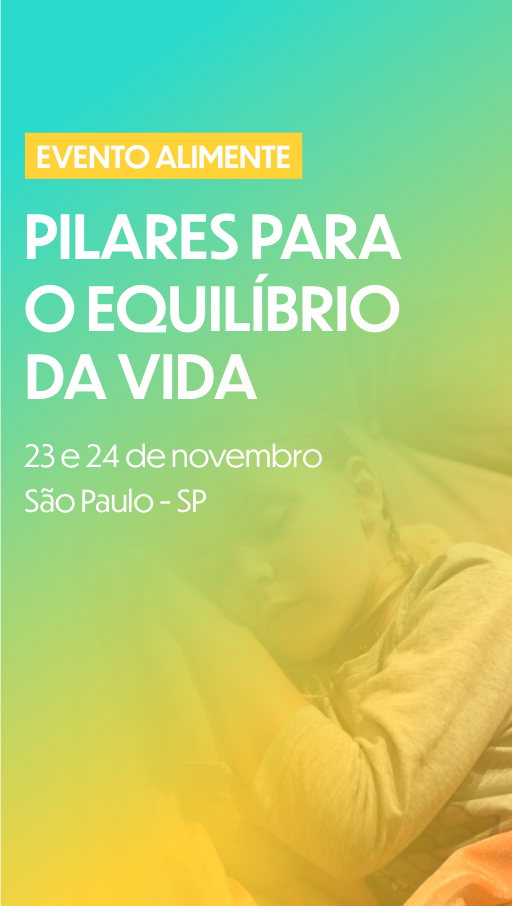 EVENTO ALIMENTE
PILARES PARA
O EQUILÍBRIO
DA VIDA
23 e 24 de novembro
São Paulo - SP